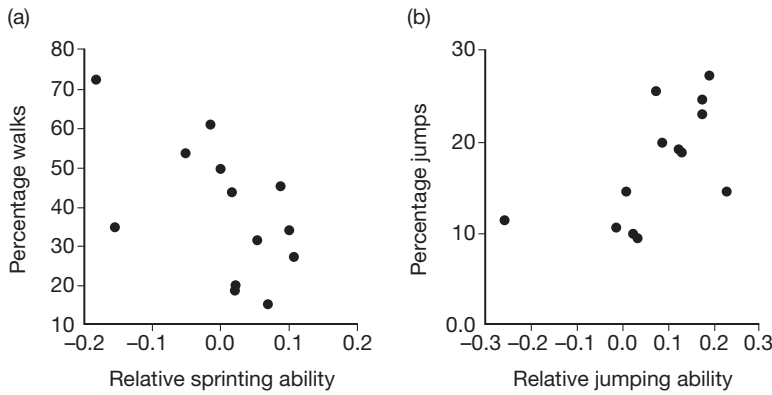 (a)
80
70
60
50
40
30
20
10
Percentage walks
−0.2 −0.1 0.0 0.1 0.2
Relative sprinting ability
(b)
30
20
10
0.0
Percentage jumps
−0.3 −0.2 −0.1 0.0 0.1 0.2 0.3
Relative jumping ability